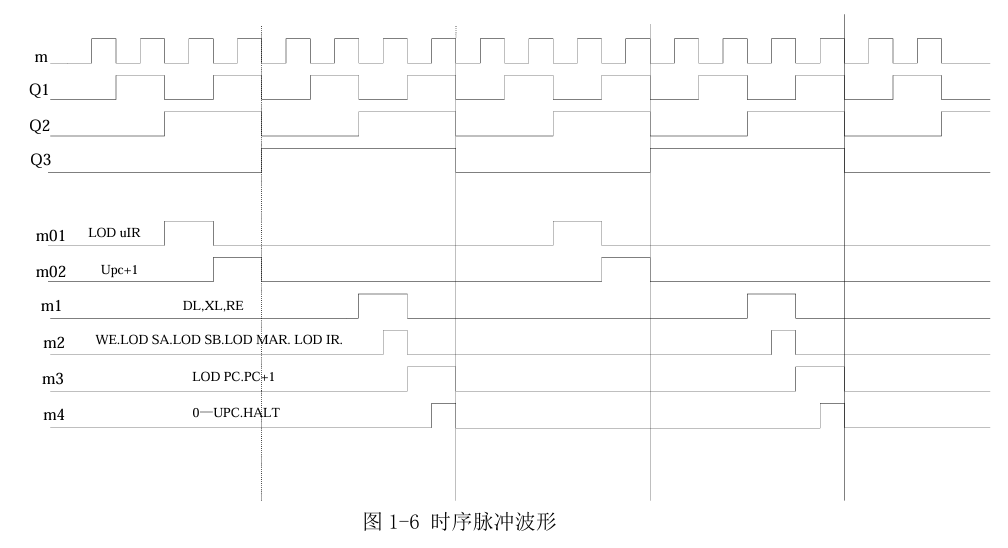 m
Q1
Q2
Q3
m01 LOD uIR
m02 Upc+1
m1 DL,XL,RE
m2 WE.LOD SA.LOD SB.LOD MAR. LOD IR.
m3 LOD PC.PC+1
m4 0—UPC.HALT
图 1-6 时序脉冲波形